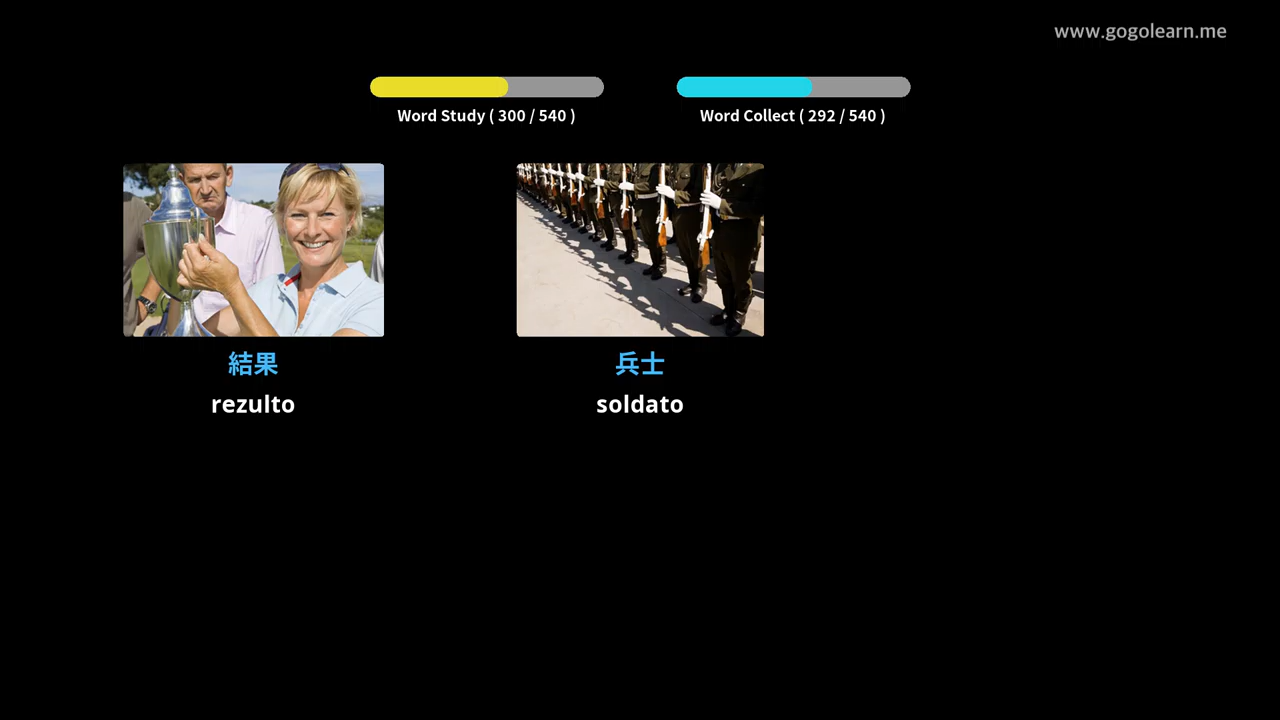 www.gogolearn.me
Word Study ( 300 / 540 )
Word Collect ( 292 / 540 )
結果
rezulto
兵士
soldato